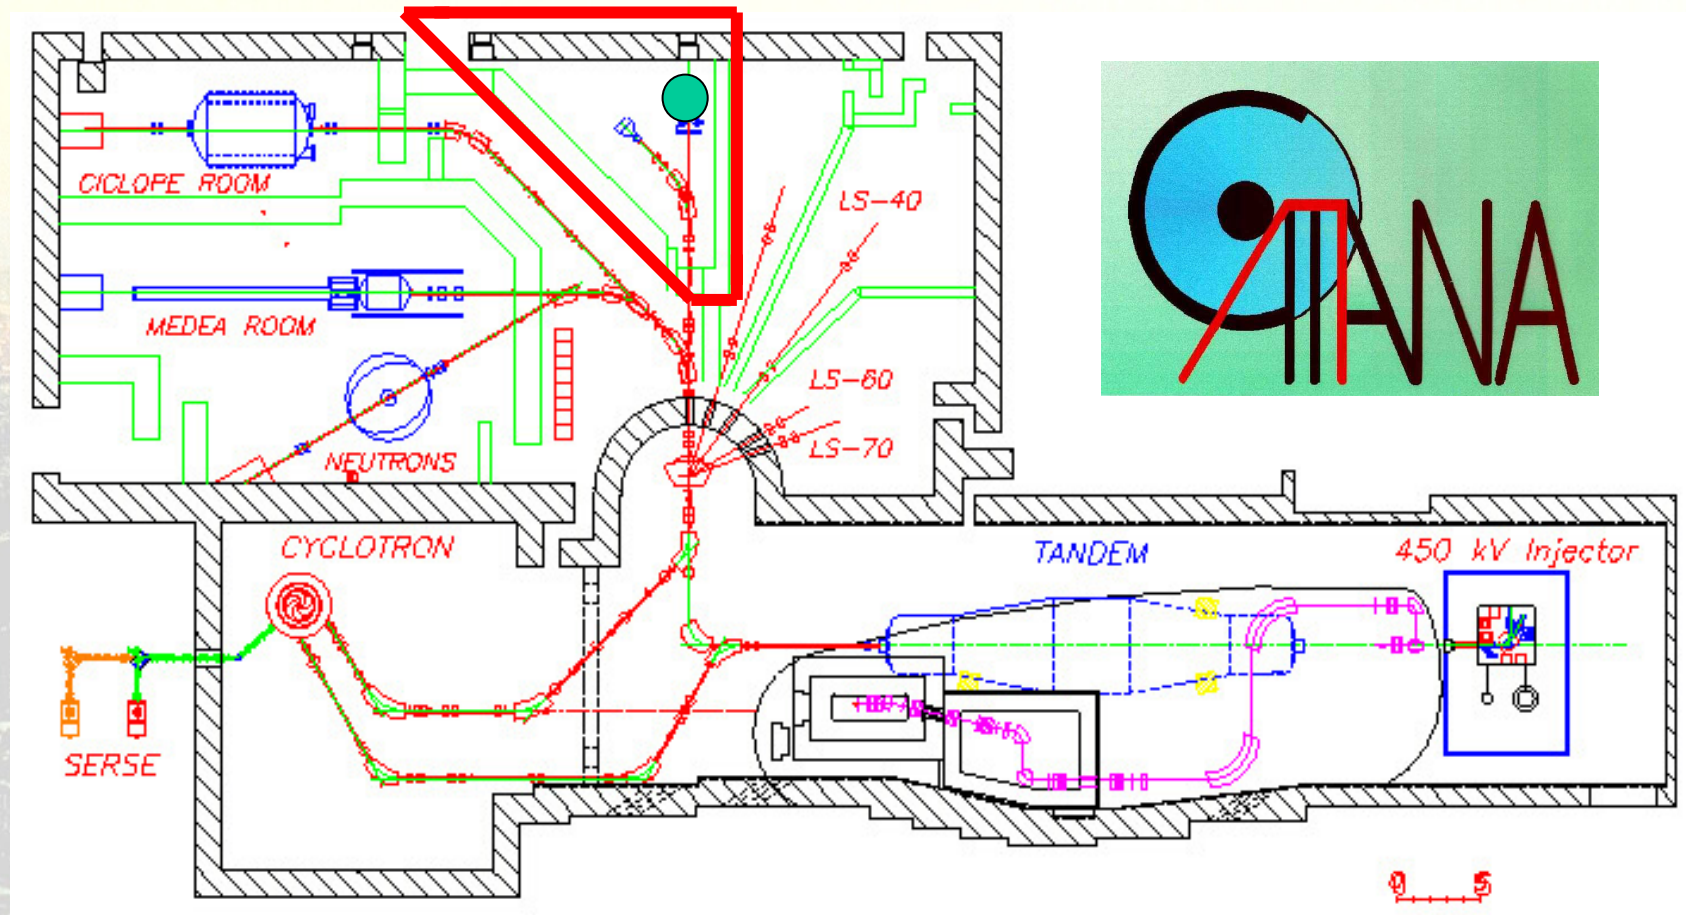 CICLOPE ROOM
LS-40
MEDEA ROOM
LS-60
LS-70
NEUTRONS
CYCLOTRON
TANDEM
450 kV Injector
SERSE
0 5
CATANA